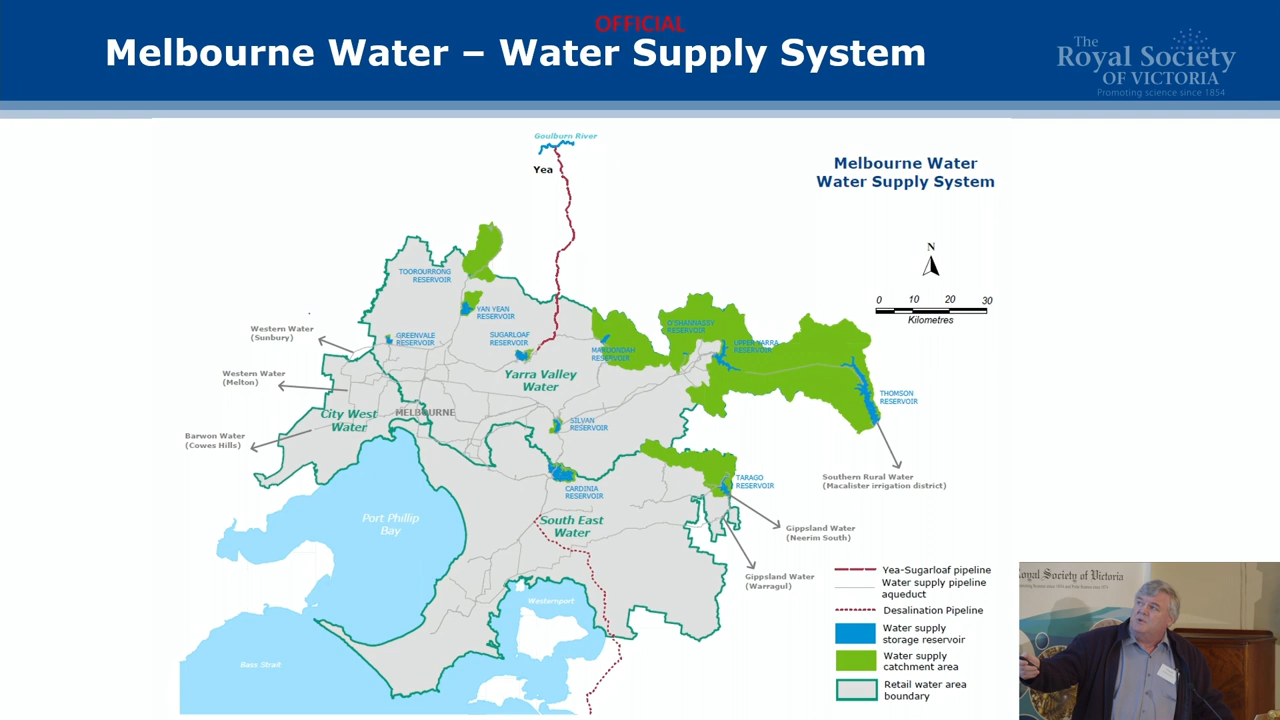 OFFICIAL
Melbourne Water – Water Supply System
The
Royal Society
OF VICTORIA
Promoting science since 1854
Goulburn River
Yea
Melbourne Water
Water Supply System
N
0 10 20 30
Kilometres
TOOROURRONG
RESERVOIR
YAN YEAN
RESERVOIR
GREENVALE
RESERVOIR
SUGARLOAF
RESERVOIR
MAROONDAH
RESERVOIR
O'SHANNASSY
RESERVOIR
UPPER YARRA
RESERVOIR
THOMSON
RESERVOIR
Western Water
(Sunbury)
Western Water
(Melton)
Barwon Water
(Cowes Hills)
Yarra Valley
Water
City West
Water
MELBOURNE
SILVAN
RESERVOIR
CARDINIA
RESERVOIR
TARAGO
RESERVOIR
Southern Rural Water
(Macalister irrigation district)
Port Phillip
Bay
South East
Water
Gippsland Water
(Neerim South)
Gippsland Water
(Warragul)
Westernport
Bass Strait
Yea-Sugarloaf pipeline
Water supply pipeline
aqueduct
Desalination Pipeline
Water supply
storage reservoir
Water supply
catchment area
Retail water area
boundary
Royal Society of Victoria